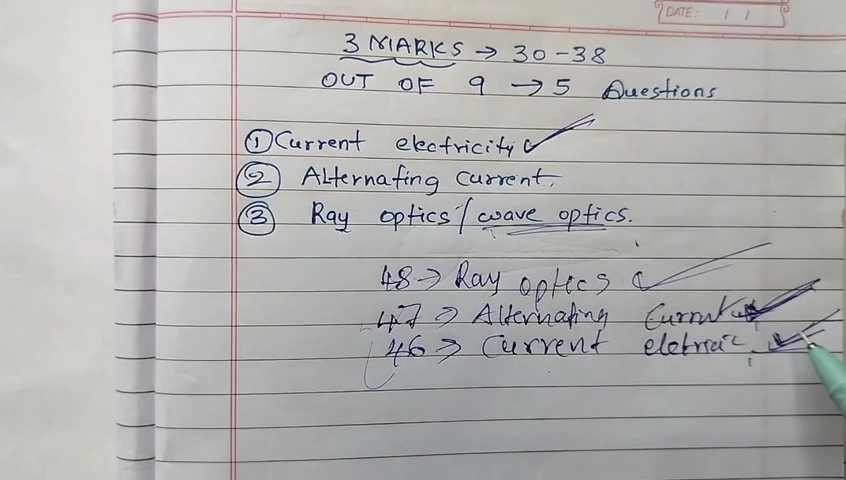 DATE: / /
3 MARKS → 30-38
OUT OF 9 → 5 Questions
① Current electricity
② Alternating current.
③ Ray optics / wave optics.
48 → Ray optics
47 → Alternating Current
46 → Current eletricic